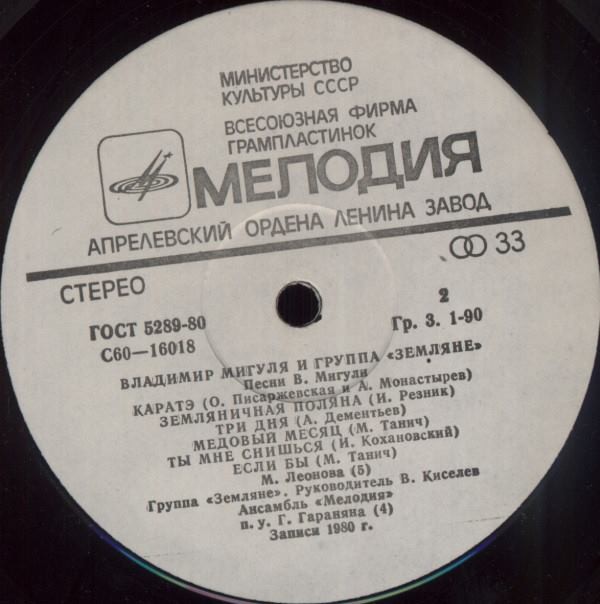 МИНИСТЕРСТВО
КУЛЬТУРЫ СССР
ВСЕСОЮЗНАЯ ФИРМА
ГРАМПЛАСТИНОК
МЕЛОДИЯ
АПРЕЛЕВСКИЙ ОРДЕНА ЛЕНИНА ЗАВОД
СТЕРЕО
33
ГОСТ 5289-80
С60—16018
2
Гр. 3. 1-90
ВЛАДИМИР МИГУЛЯ И ГРУППА «ЗЕМЛЯНЕ»
Песни В. Мигули
КАРАТЭ (О. Писаржевская и А. Монастырев)
ЗЕМЛЯНИЧНАЯ ПОЛЯНА (И. Резник)
ТРИ ДНЯ (А. Дементьев)
МЕДОВЫЙ МЕСЯЦ (М. Танич)
ТЫ МНЕ СНИШЬСЯ (И. Кохановский)
ЕСЛИ БЫ (М. Танич)
М. Леонова (5)
Группа «Земляне». Руководитель В. Киселев
Ансамбль «Мелодия»
п. у. Г. Гараняна (4)
Записи 1980 г.